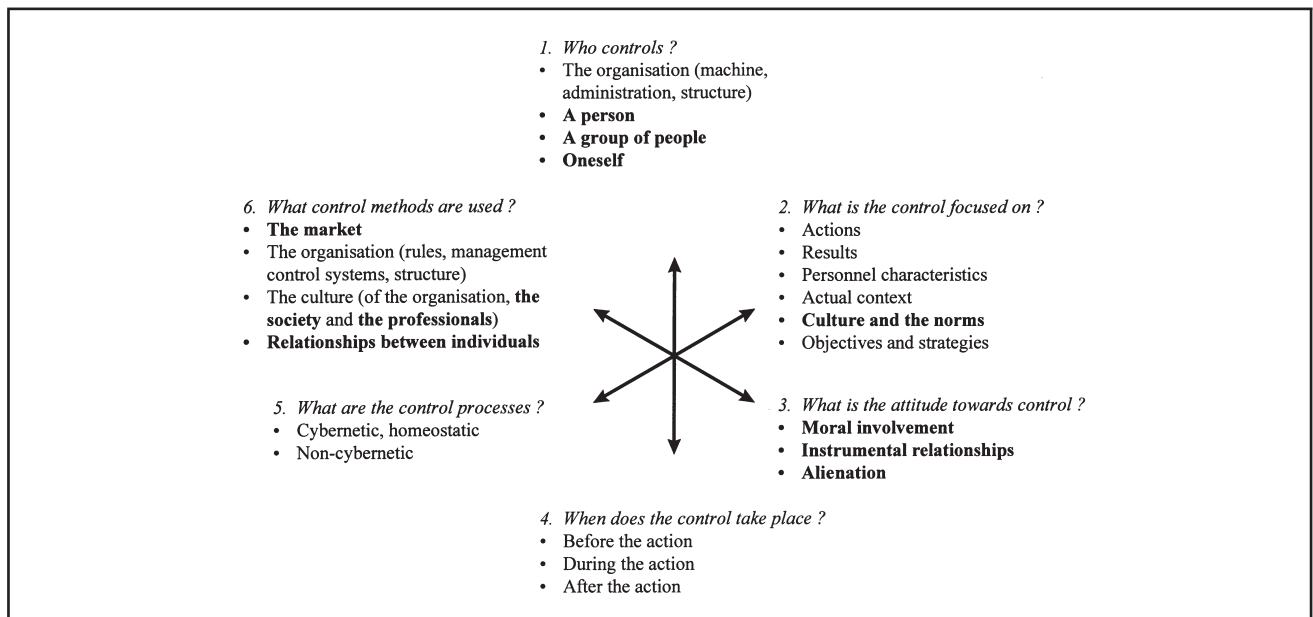 1. Who controls ?
• The organisation (machine,
administration, structure)
• A person
• A group of people
• Oneself
6. What control methods are used ?
• The market
• The organisation (rules, management
control systems, structure)
• The culture (of the organisation, the
society and the professionals)
• Relationships between individuals
2. What is the control focused on ?
• Actions
• Results
• Personnel characteristics
• Actual context
• Culture and the norms
• Objectives and strategies
5. What are the control processes ?
• Cybernetic, homeostatic
• Non-cybernetic
3. What is the attitude towards control ?
• Moral involvement
• Instrumental relationships
• Alienation
4. When does the control take place ?
• Before the action
• During the action
• After the action